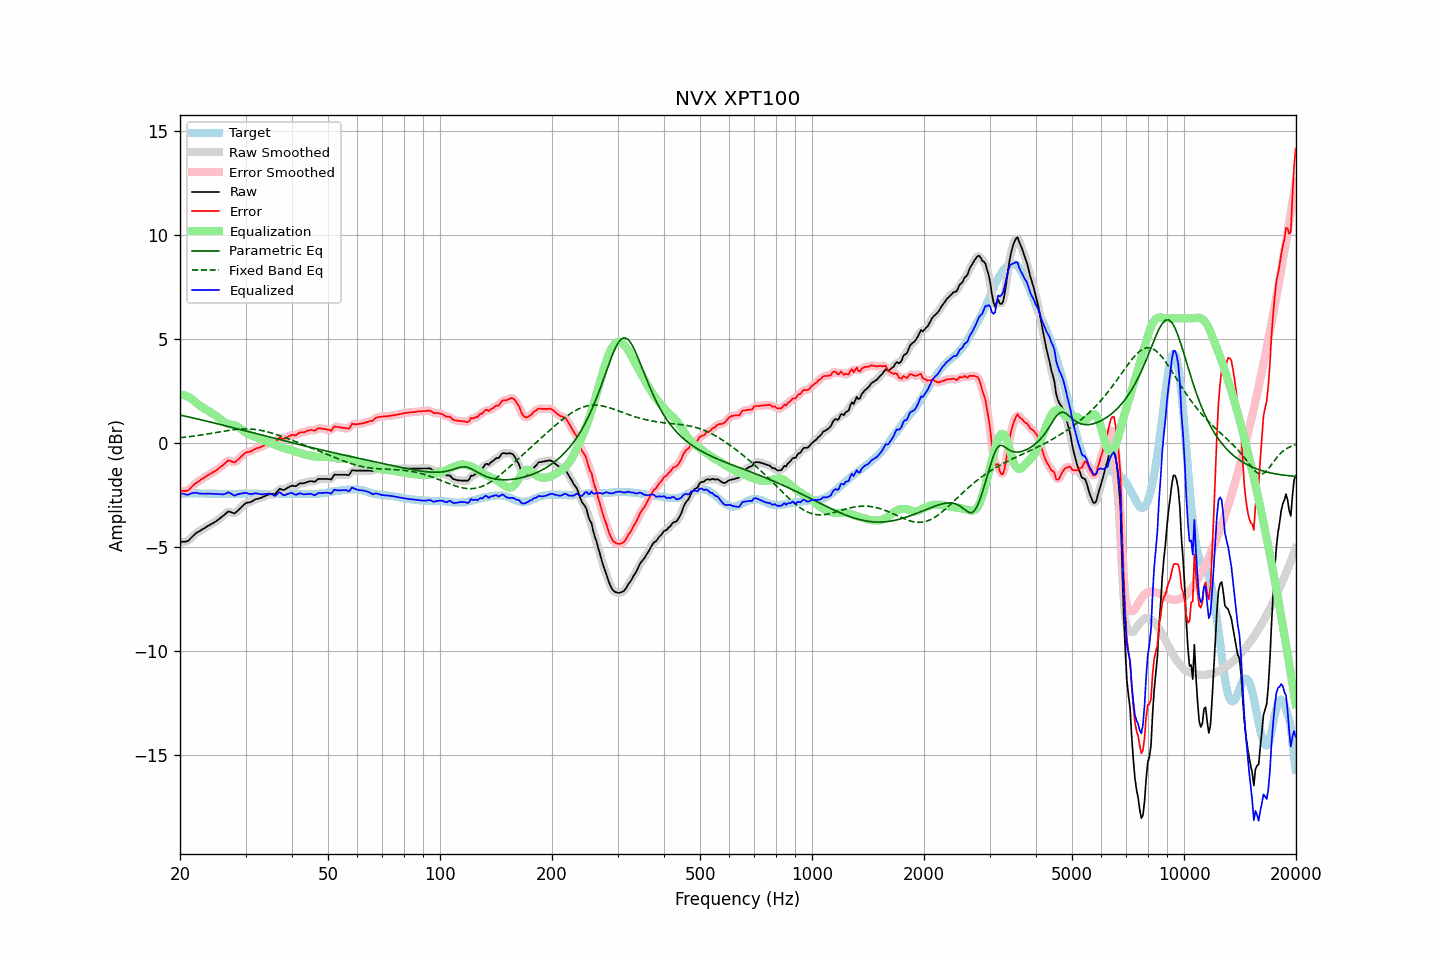 NVX XPT100
Target
Raw Smoothed
Error Smoothed
Raw
Error
Equalization
Parametric Eq
Fixed Band Eq
Equalized
15
10
5
0
−5
−10
−15
Amplitude (dBr)
20 50 100 200 500 1000 2000 5000 10000 20000
Frequency (Hz)